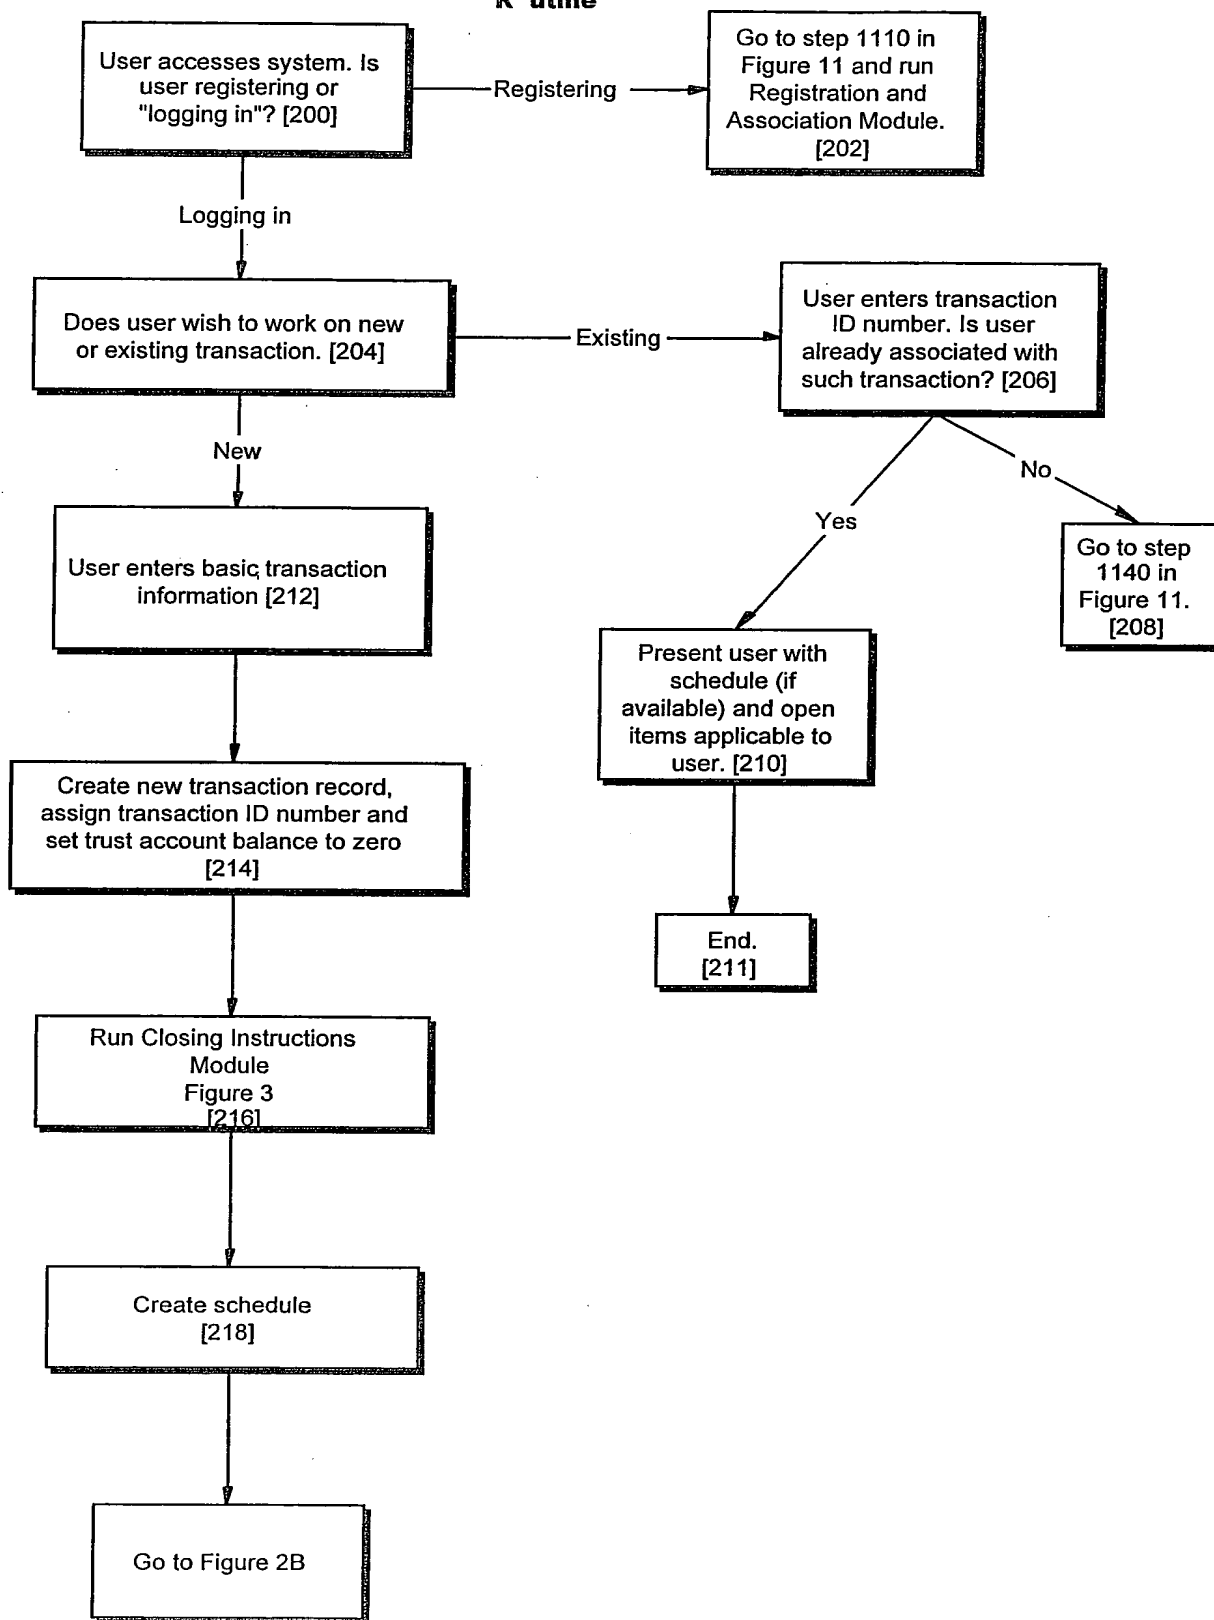 User accesses system. Is
user registering or
"logging in"? [200]
Registering
Go to step 1110 in
Figure 11 and run
Registration and
Association Module.
[202]
Logging in
Does user wish to work on new
or existing transaction. [204]
Existing
User enters transaction
ID number. Is user
already associated with
such transaction? [206]
New
Yes
No
Go to step
1140 in
Figure 11.
[208]
User enters basic transaction
information [212]
Present user with
schedule (if
available) and open
items applicable to
user. [210]
Create new transaction record,
assign transaction ID number and
set trust account balance to zero
[214]
End.
[211]
Run Closing Instructions
Module
Figure 3
[216]
Create schedule
[218]
Go to Figure 2B